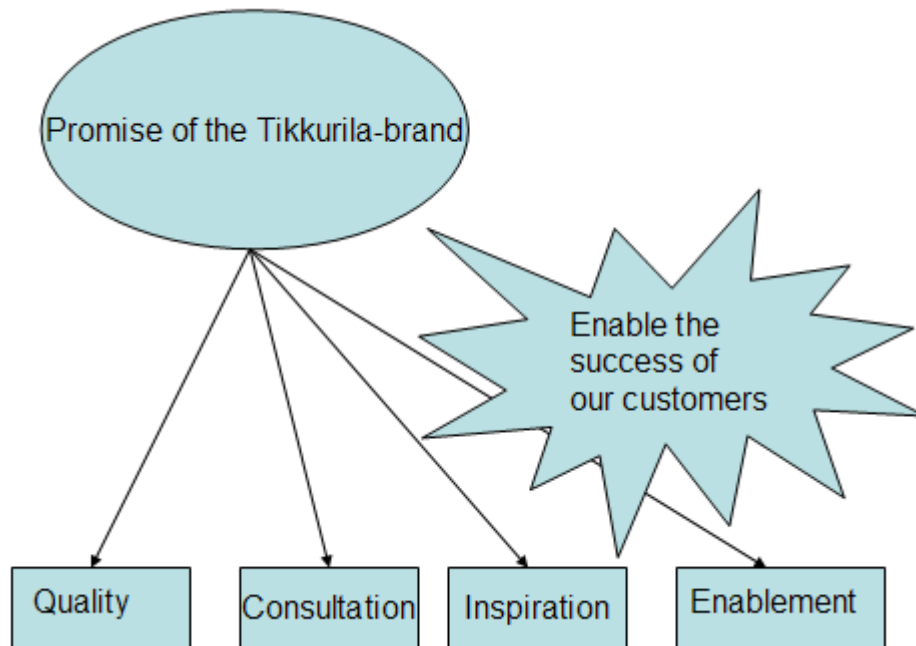 Promise of the Tikkurila-brand
Enable the
success of
our customers
Quality
Consultation
Inspiration
Enablement